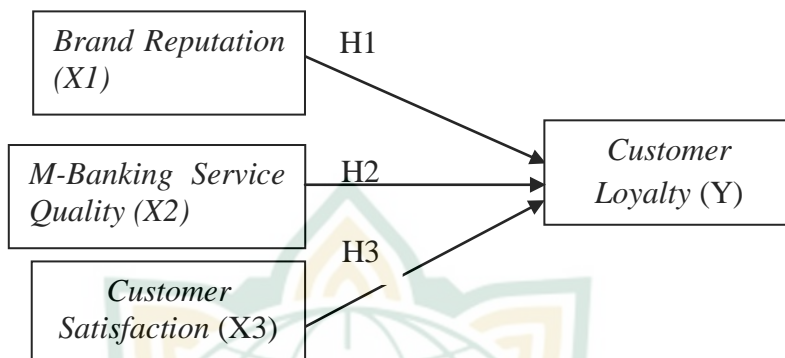 Brand Reputation
(X1)
H1
M-Banking Service
Quality (X2)
H2
Customer
Loyalty (Y)
H3
Customer
Satisfaction (X3)